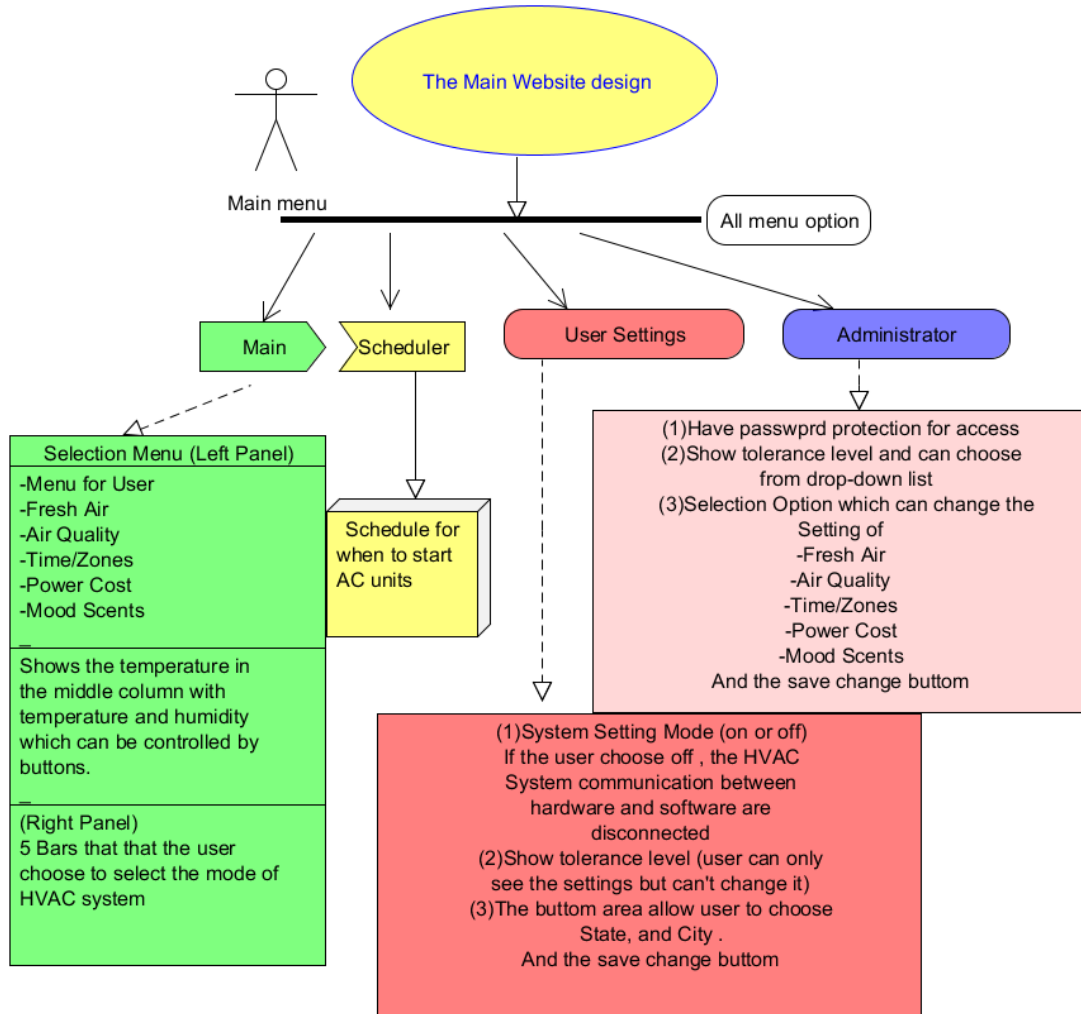 The Main Website design
Main menu
All menu option
Main
Scheduler
User Settings
Administrator
Selection Menu (Left Panel)
-Menu for User
-Fresh Air
-Air Quality
-Time/Zones
-Power Cost
-Mood Scents
_
Shows the temperature in
the middle column with
temperature and humidity
which can be controlled by
buttons.
_
(Right Panel)
5 Bars that that the user
choose to select the mode of
HVAC system
Schedule for
when to start
AC units
(1)System Setting Mode (on or off)
If the user choose off , the HVAC
System communication between
hardware and software are
disconnected
(2)Show tolerance level (user can only
see the settings but can't change it)
(3)The buttom area allow user to choose
State, and City .
And the save change buttom
(1)Have passwprd protection for access
(2)Show tolerance level and can choose
from drop-down list
(3)Selection Option which can change the
Setting of
-Fresh Air
-Air Quality
-Time/Zones
-Power Cost
-Mood Scents
And the save change buttom